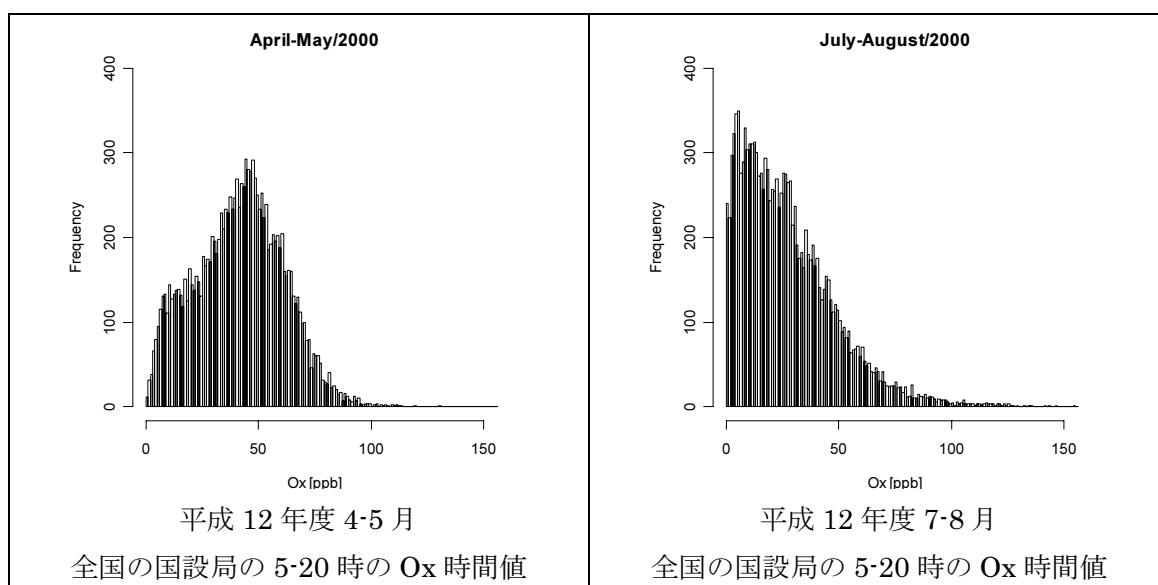 April-May/2000
400
300
200
100
0
Frequency
0 50 100 150
Ox [ppb]
平成 12 年度 4-5 月
全国の国設局の 5-20 時の Ox 時間値
July-August/2000
400
300
200
100
0
Frequency
0 50 100 150
Ox [ppb]
平成 12 年度 7-8 月
全国の国設局の 5-20 時の Ox 時間値